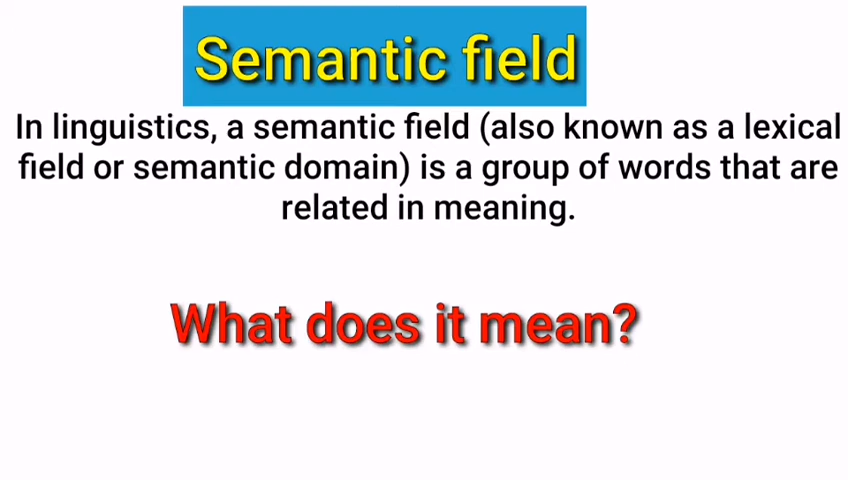 Semantic field
In linguistics, a semantic field (also known as a lexical
field or semantic domain) is a group of words that are
related in meaning.
What does it mean?